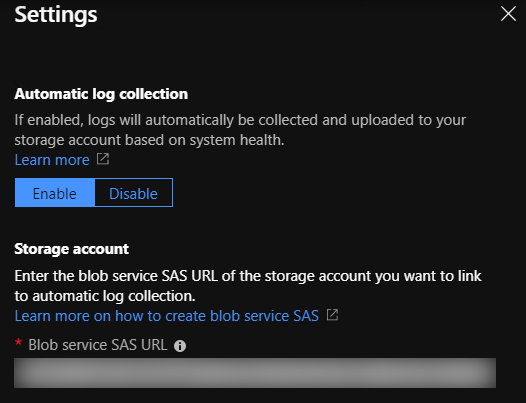 Settings
Automatic log collection
If enabled, logs will automatically be collected and uploaded to your
storage account based on system health.
Learn more
Enable Disable
Storage account
Enter the blob service SAS URL of the storage account you want to link
to automatic log collection.
Learn more on how to create blob service SAS
* Blob service SAS URL